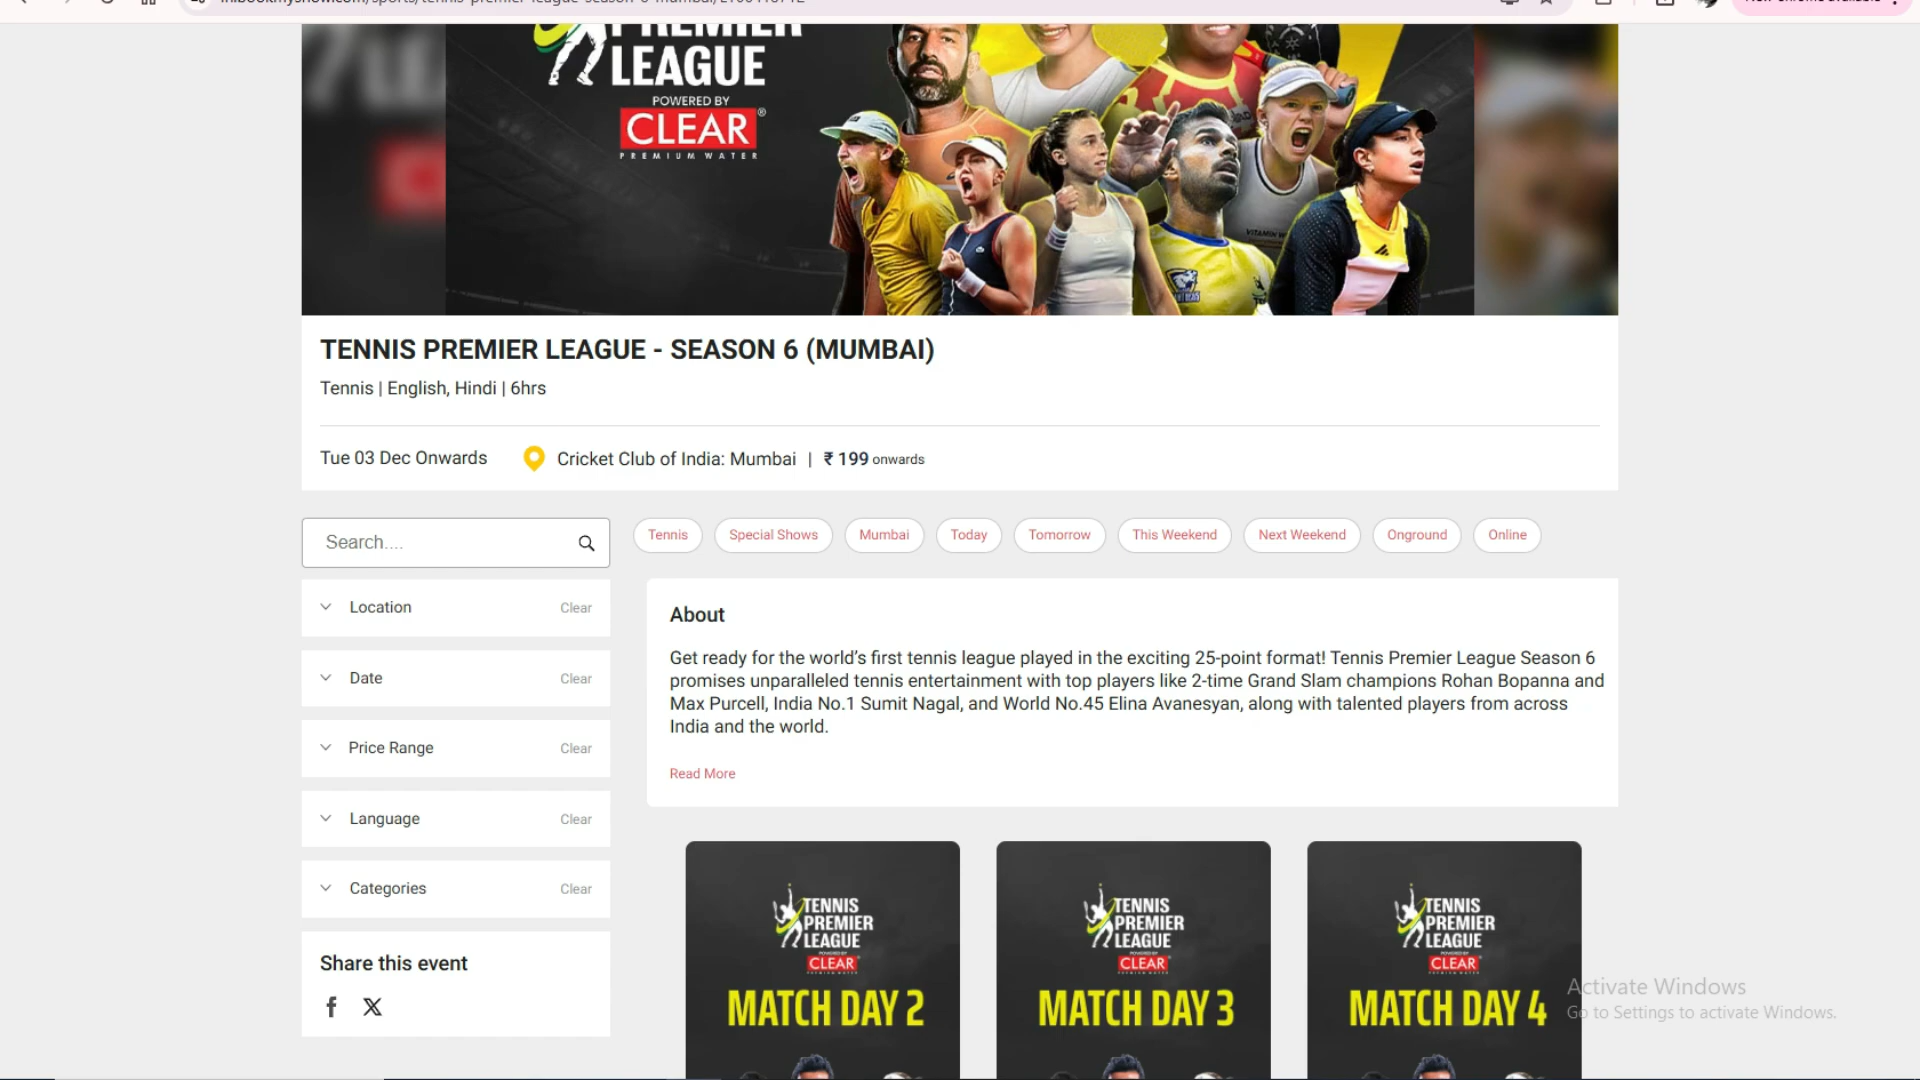 LEAGUE
POWERED BY
CLEAR
PREMIUM WATER
TENNIS PREMIER LEAGUE - SEASON 6 (MUMBAI)
Tennis | English, Hindi | 6hrs
Tue 03 Dec Onwards
Cricket Club of India: Mumbai | ₹ 199 onwards
Search....
Tennis
Special Shows
Mumbai
Today
Tomorrow
This Weekend
Next Weekend
Onground
Online
Location Clear
Date Clear
Price Range Clear
Language Clear
Categories Clear
Share this event
About
Get ready for the world’s first tennis league played in the exciting 25-point format! Tennis Premier League Season 6
promises unparalleled tennis entertainment with top players like 2-time Grand Slam champions Rohan Bopanna and
Max Purcell, India No.1 Sumit Nagal, and World No.45 Elina Avanesyan, along with talented players from across
India and the world.
Read More
TENNIS
PREMIER
LEAGUE
CLEAR
MATCH DAY 2
TENNIS
PREMIER
LEAGUE
CLEAR
MATCH DAY 3
TENNIS
PREMIER
LEAGUE
CLEAR
MATCH DAY 4
Activate Windows
Go to Settings to activate Windows.